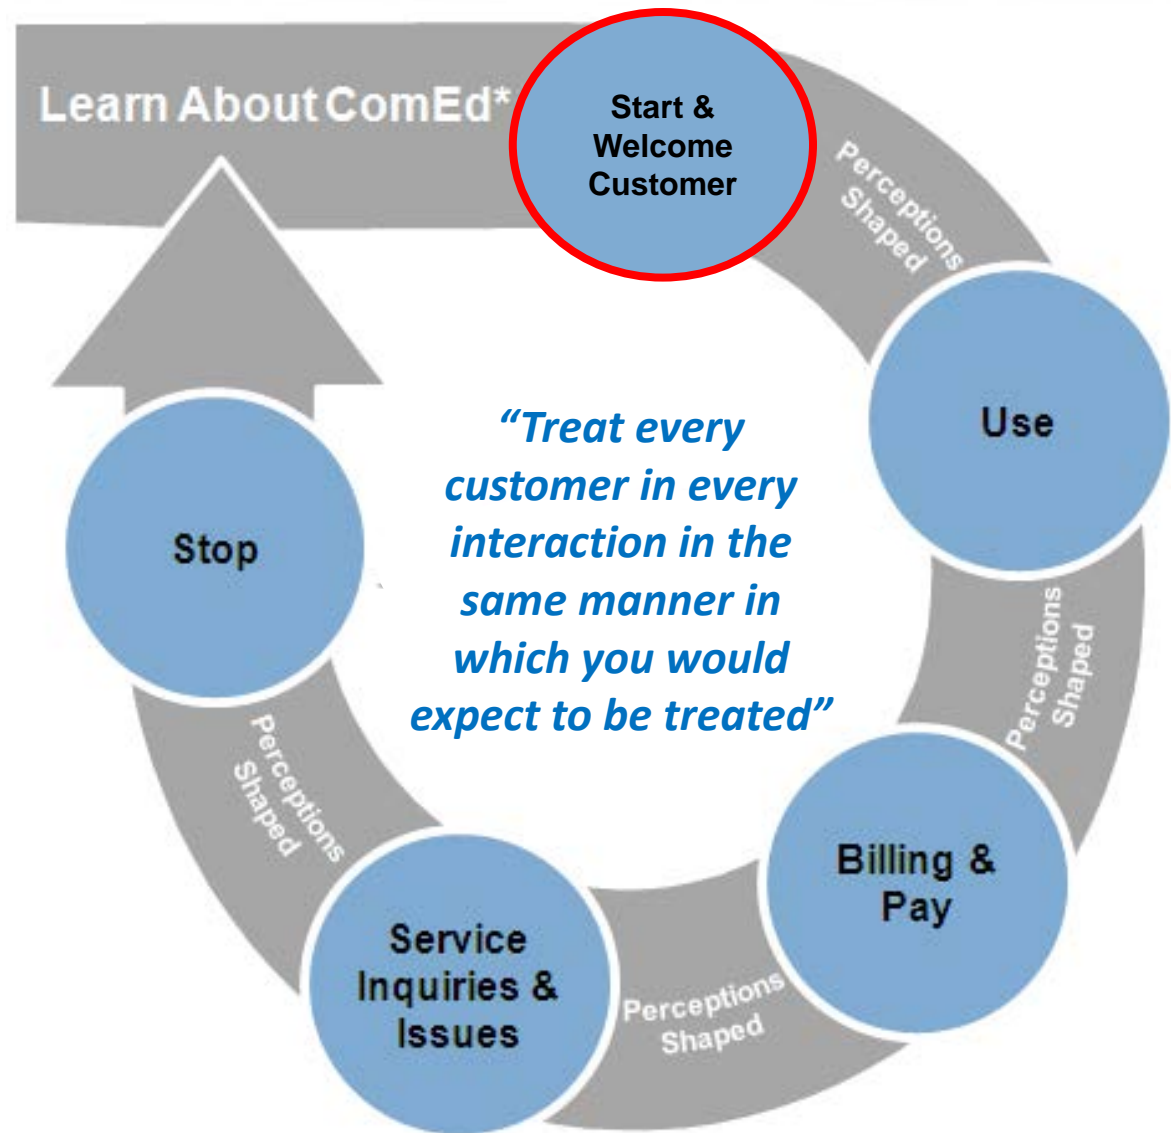 Learn About ComEd*
Start &
Welcome
Customer
Perceptions
Shaped
Use
Perceptions
Shaped
Billing &
Pay
Perceptions
Shaped
Service
Inquiries &
Issues
Perceptions
Shaped
Stop
“Treat every
customer in every
interaction in the
same manner in
which you would
expect to be treated”